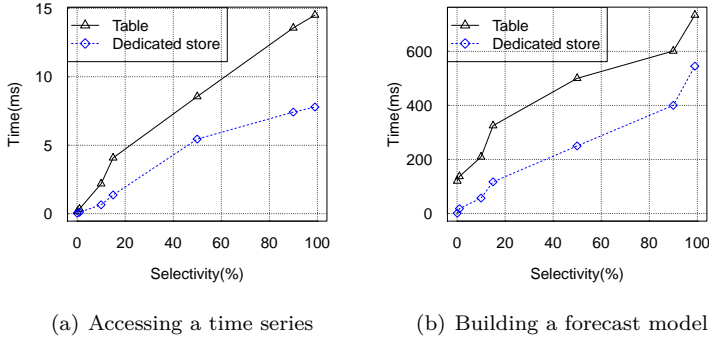 Table
Dedicated store
15
10
5
0
Time(ms)
0 20 40 60 80 100
Selectivity(%)
(a) Accessing a time series
Table
Dedicated store
600
400
200
0
Time(ms)
0 20 40 60 80 100
Selectivity(%)
(b) Building a forecast model